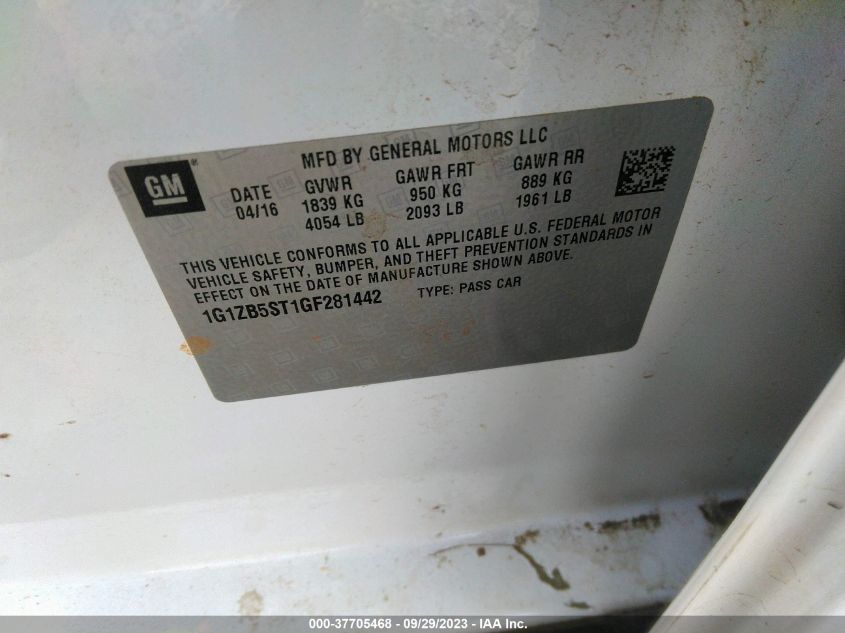 MFD BY GENERAL MOTORS LLC
GM®
DATE GVWR GAWR FRT GAWR RR
04/16 1839 KG 950 KG 889 KG
4054 LB 2093 LB 1961 LB
THIS VEHICLE CONFORMS TO ALL APPLICABLE U.S. FEDERAL MOTOR
VEHICLE SAFETY, BUMPER, AND THEFT PREVENTION STANDARDS IN
EFFECT ON THE DATE OF MANUFACTURE SHOWN ABOVE.
1G1ZB5ST1GF281442 TYPE: PASS CAR
000-37705468 - 09/29/2023 - IAA Inc.